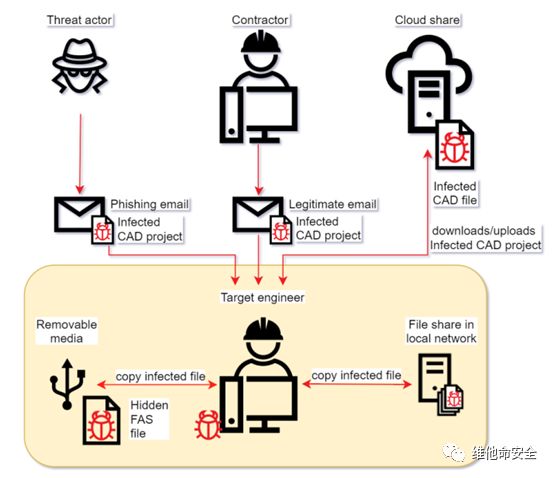 Threat actor
Contractor
Cloud share
Phishing email
Infected
CAD project
Legitimate email
Infected
CAD project
Infected
CAD file
downloads/uploads
Infected CAD project
Target engineer
Removable
media
File share in
local network
copy infected file
copy infected file
Hidden
FAS
file
维他命安全